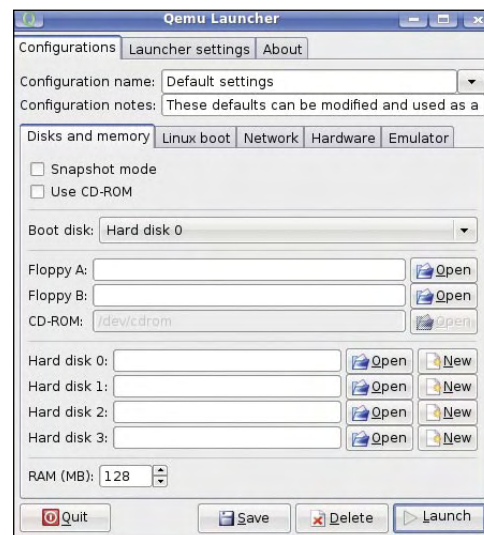 Qemu Launcher
Configurations Launcher settings About
Configuration name: Default settings
Configuration notes: These defaults can be modified and used as a
Disks and memory Linux boot Network Hardware Emulator
Snapshot mode
Use CD-ROM
Boot disk: Hard disk 0
Floppy A: Open
Floppy B: Open
CD-ROM: /dev/cdrom Open
Hard disk 0: Open New
Hard disk 1: Open New
Hard disk 2: Open New
Hard disk 3: Open New
RAM (MB): 128
Quit Save Delete Launch